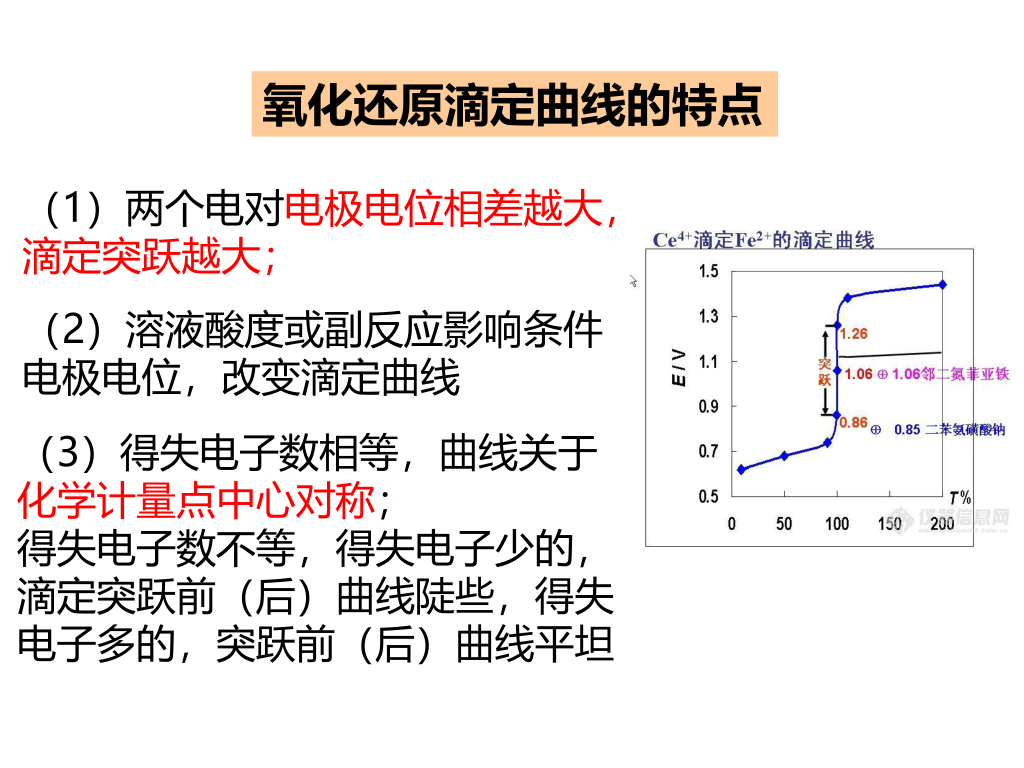 氧化还原滴定曲线的特点
（1）两个电对电极电位相差越大，
滴定突跃越大；
（2）溶液酸度或副反应影响条件
电极电位，改变滴定曲线
（3）得失电子数相等，曲线关于
化学计量点中心对称；
得失电子数不等，得失电子少的，
滴定突跃前（后）曲线陡些，得失
电子多的，突跃前（后）曲线平坦
Ce4+滴定Fe2+的滴定曲线
1.5
1.3
1.1
0.9
0.7
0.5
E / V
1.26
突跃
1.06 ⊕ 1.06邻二氮菲亚铁
0.86
⊕ 0.85 二苯氨磺酸钠
T %
0 50 100 150 200
仪器信息网